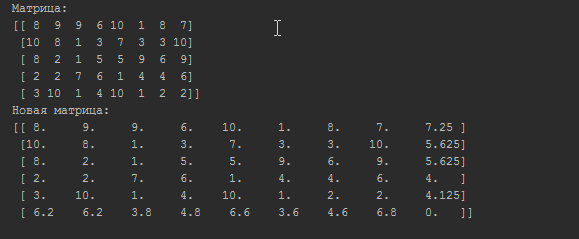 Матрица:
[[ 8  9  9  6 10  1  8  7]
 [10  8  1  3  7  3  3 10]
 [ 8  2  1  5  5  9  6  9]
 [ 2  2  7  6  1  4  4  6]
 [ 3 10  1  4 10  1  2  2]]
Новая матрица:
[[ 8.     9.     9.     6.    10.     1.     8.     7.     7.25 ]
 [10.     8.     1.     3.     7.     3.     3.    10.     5.625]
 [ 8.     2.     1.     5.     5.     9.     6.     9.     5.625]
 [ 2.     2.     7.     6.     1.     4.     4.     6.     4.   ]
 [ 3.    10.     1.     4.    10.     1.     2.     2.     4.125]
 [ 6.2    6.2    3.8    4.8    6.6    3.6    4.6    6.8    0.   ]]